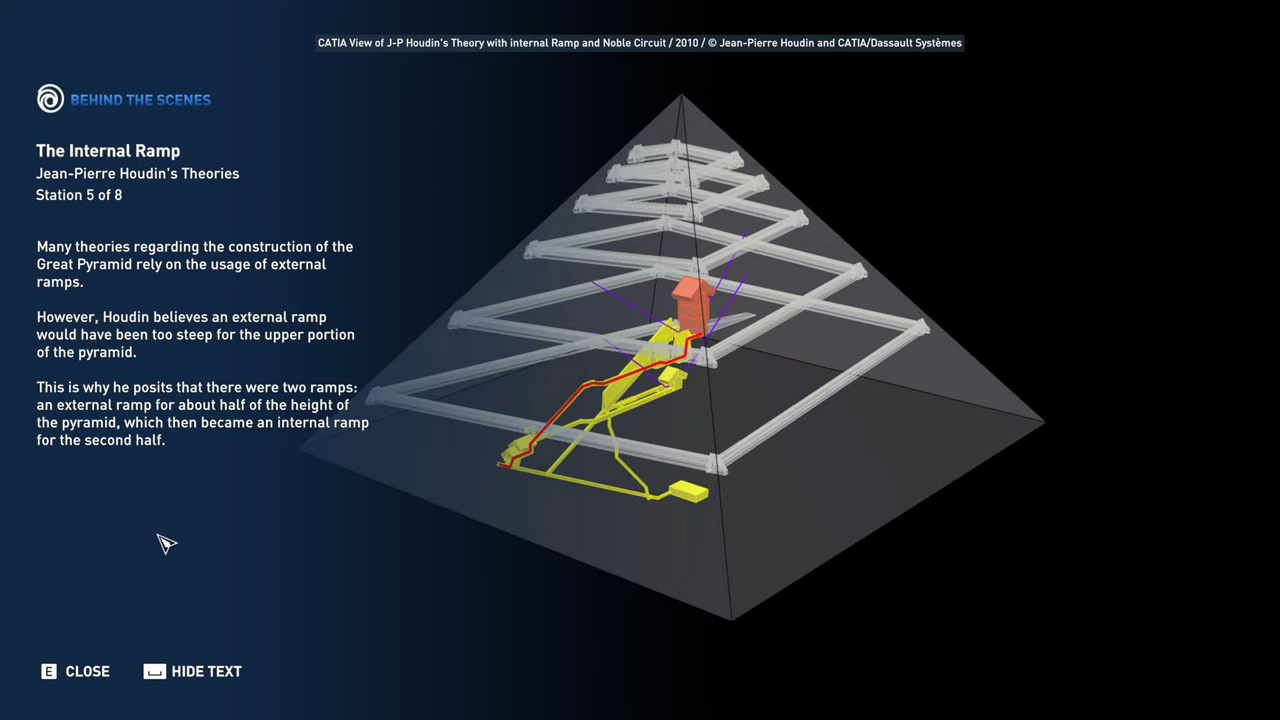 CATIA View of J-P Houdin's Theory with internal Ramp and Noble Circuit / 2010 / © Jean-Pierre Houdin and CATIA/Dassault Systèmes
BEHIND THE SCENES
The Internal Ramp
Jean-Pierre Houdin's Theories
Station 5 of 8
Many theories regarding the construction of the
Great Pyramid rely on the usage of external
ramps.
However, Houdin believes an external ramp
would have been too steep for the upper portion
of the pyramid.
This is why he posits that there were two ramps:
an external ramp for about half of the height of
the pyramid, which then became an internal ramp
for the second half.
E CLOSE HIDE TEXT